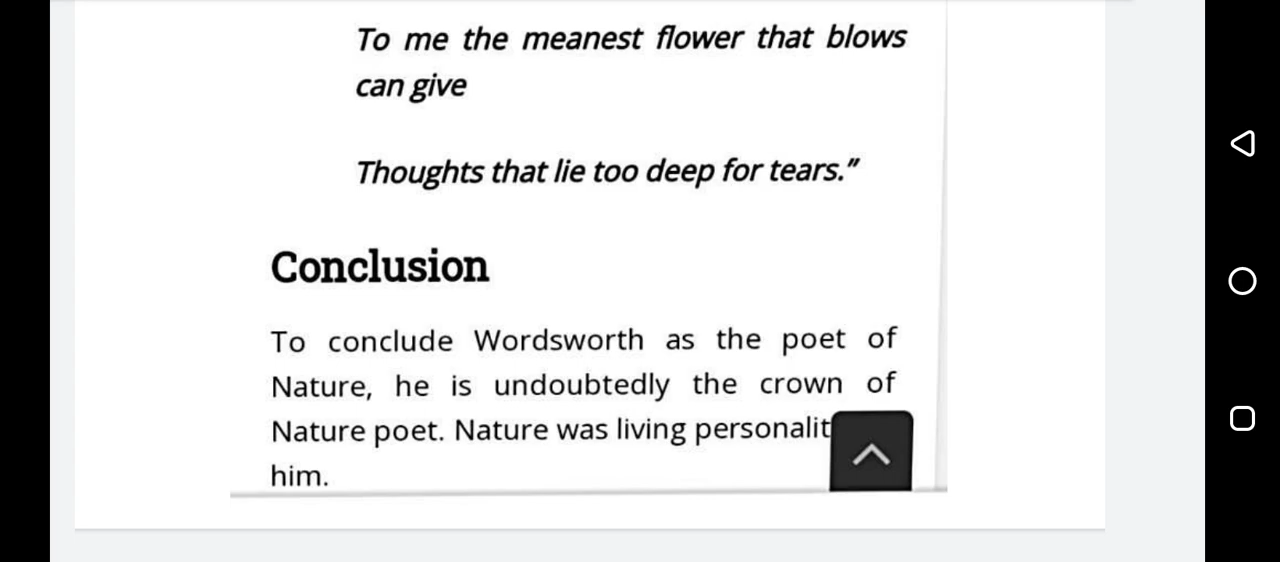 To me the meanest flower that blows
can give
Thoughts that lie too deep for tears.”
Conclusion
To conclude Wordsworth as the poet of
Nature, he is undoubtedly the crown of
Nature poet. Nature was living
him.